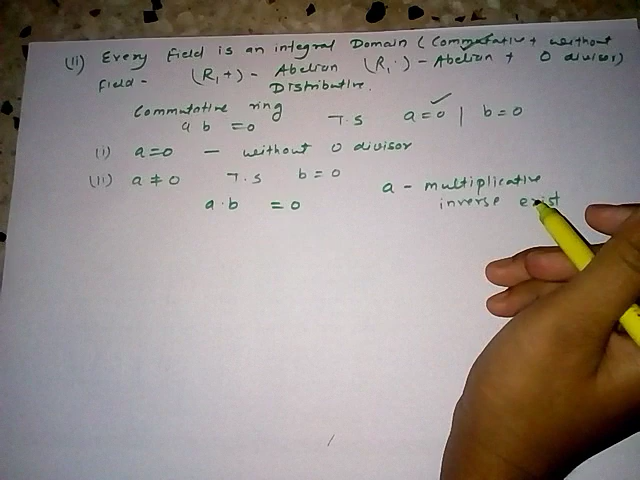 (11) Every Field is an integral Domain (Commutative + without
Field - (R,+) - Abelian (R,·) - Abelian + 0 divisor)
Distributive.
Commutative ring
a b = 0 T.S a=0 | b=0
(i) a=0 — without 0 divisor
(ii) a ≠ 0 T.S b=0
a·b = 0
a - multiplicative
inverse exist